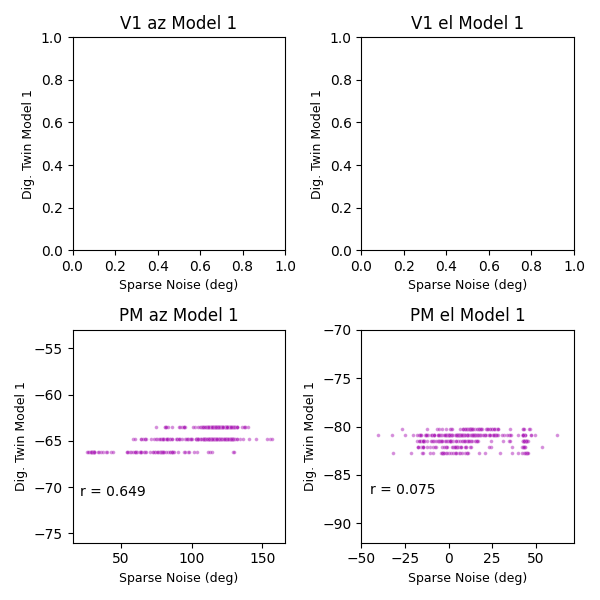 V1 az Model 1
V1 el Model 1
Dig. Twin Model 1
1.0
0.8
0.6
0.4
0.2
0.0
0.0 0.2 0.4 0.6 0.8 1.0
Sparse Noise (deg)
Dig. Twin Model 1
1.0
0.8
0.6
0.4
0.2
0.0
0.0 0.2 0.4 0.6 0.8 1.0
Sparse Noise (deg)
PM az Model 1
Dig. Twin Model 1
−55
−60
−65
−70
−75
r = 0.649
50 100 150
Sparse Noise (deg)
PM el Model 1
Dig. Twin Model 1
−70
−75
−80
−85
−90
r = 0.075
−50 −25 0 25 50
Sparse Noise (deg)